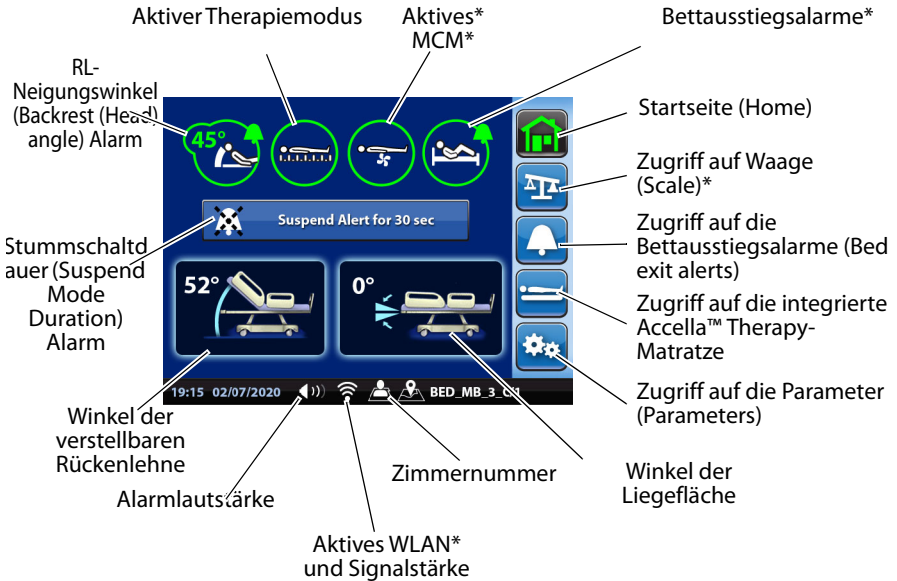 Aktiver Therapiemodus
Aktives*
MCM*
Bettausstiegsalarme*
RL-
Neigungswinkel
(Backrest (Head)
angle) Alarm
Startseite (Home)
Zugriff auf Waage
(Scale)*
Zugriff auf die
Bettausstiegsalarme (Bed
exit alerts)
Zugriff auf die integrierte
Accella™ Therapy-
Matratze
Zugriff auf die Parameter
(Parameters)
45°
Suspend Alert for 30 sec
Stummschaltd
auer (Suspend
Mode
Duration)
Alarm
52°
0°
19:15 02/07/2020
BED_MB_3_C/1
Winkel der
verstellbaren
Rückenlehne
Alarmlautstärke
Zimmernummer
Winkel der
Liegefläche
Aktives WLAN*
und Signalstärke